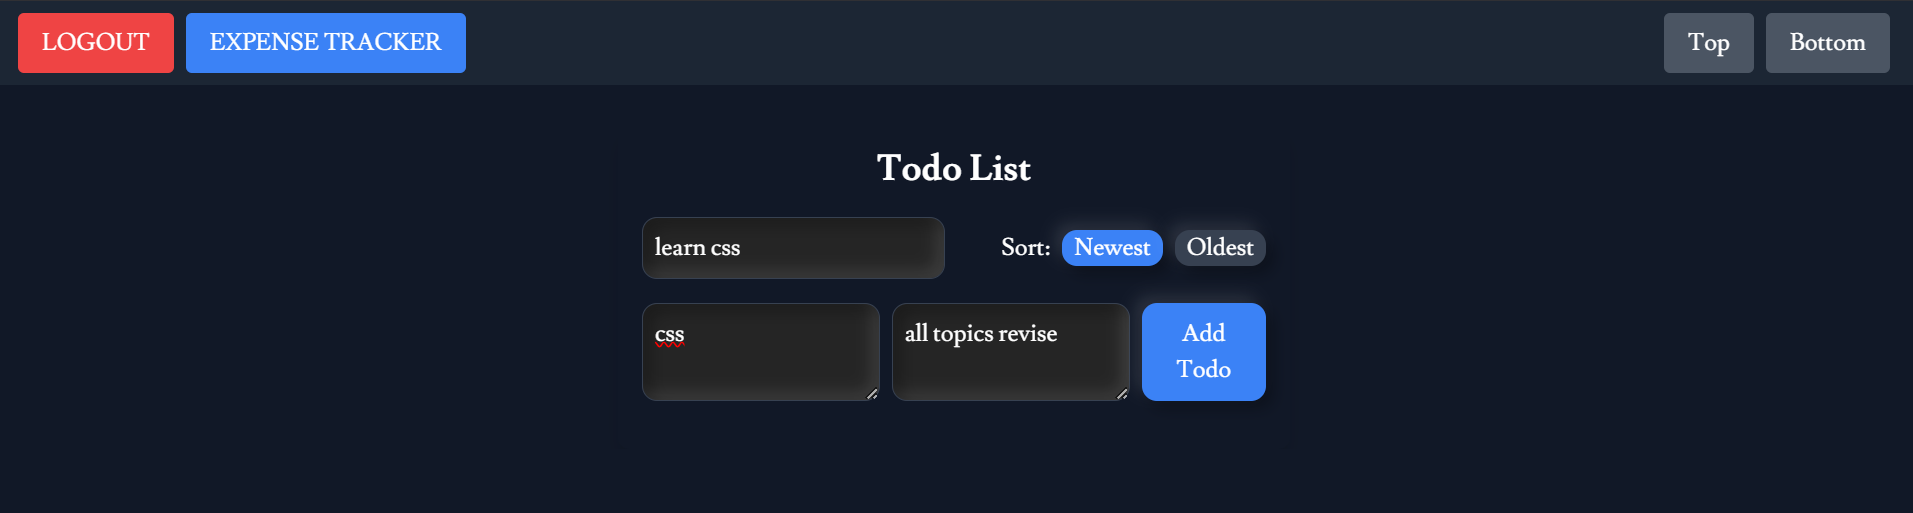 LOGOUT EXPENSE TRACKER Top Bottom
Todo List
learn css Sort: Newest Oldest
css all topics revise Add
Todo